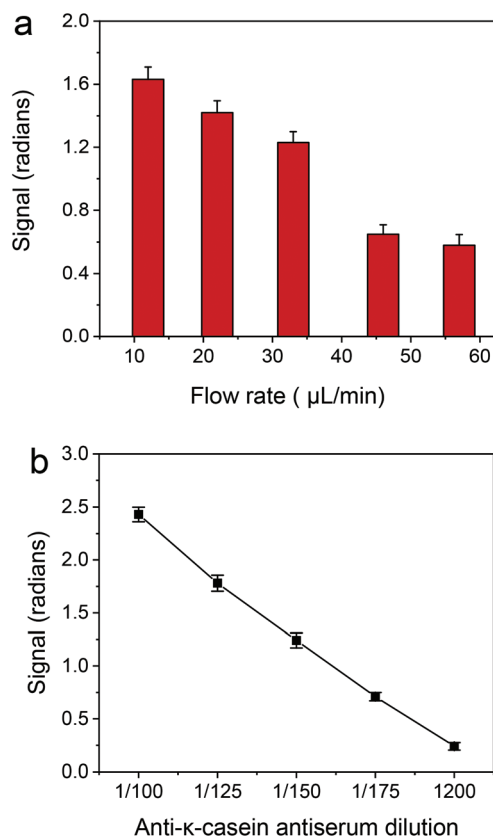 a
Signal (radians)
2.0
1.6
1.2
0.8
0.4
0.0
10 20 30 40 50 60
Flow rate ( µL/min)
b
Signal (radians)
3.0
2.5
2.0
1.5
1.0
0.5
0.0
1/100 1/125 1/150 1/175 1200
Anti-κ-casein antiserum dilution